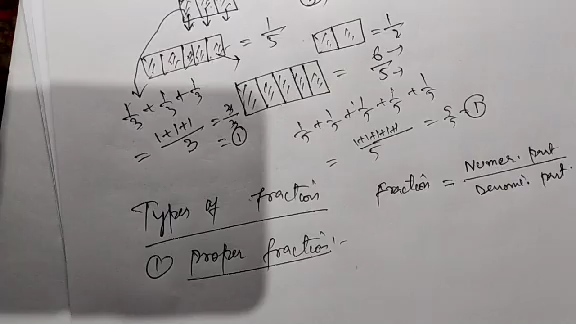 = 1/5
= 1/2
=
6/5
1/3 + 1/3 + 1/3
= 1+1+1/3 = 3/3
= ①
1/5 + 1/5 + 1/5 + 1/5 + 1/5
= 1+1+1+1+1/5 = 5/5 = ①
Types of fraction
fraction = Numer. part / Denomi. part
① Proper fraction :-